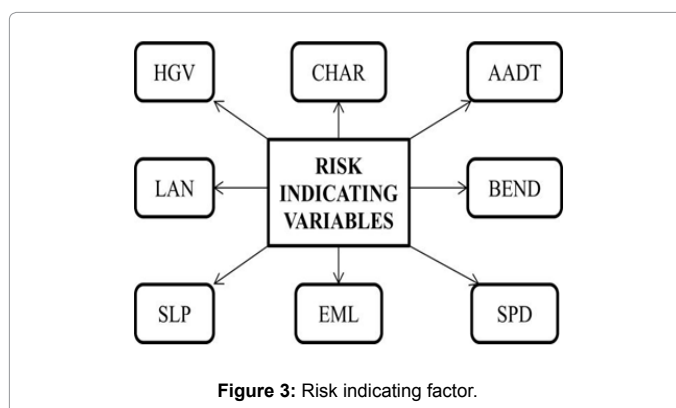 HGV CHAR AADT
RISK
INDICATING
VARIABLES
LAN BEND
SLP EML SPD
Figure 3: Risk indicating factor.